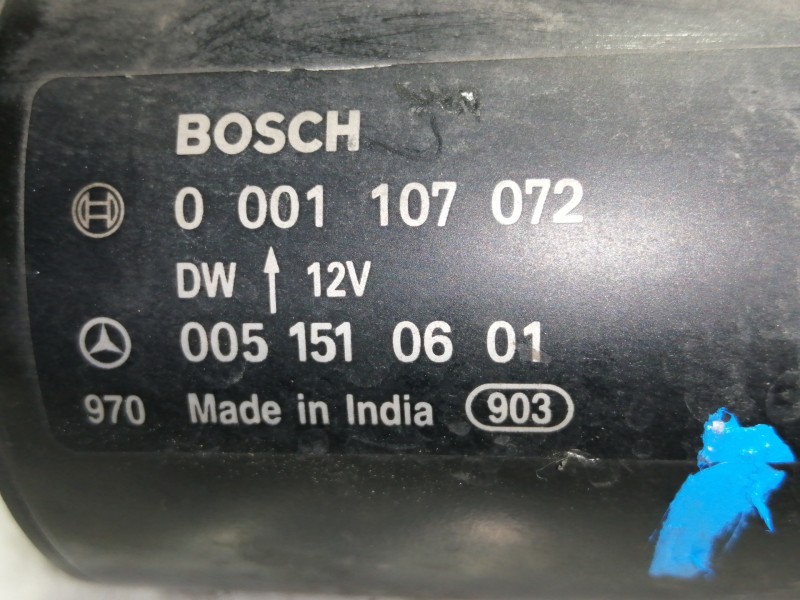 BOSCH
0 001 107 072
DW ↑ 12V
005 151 06 01
970 Made in India 903